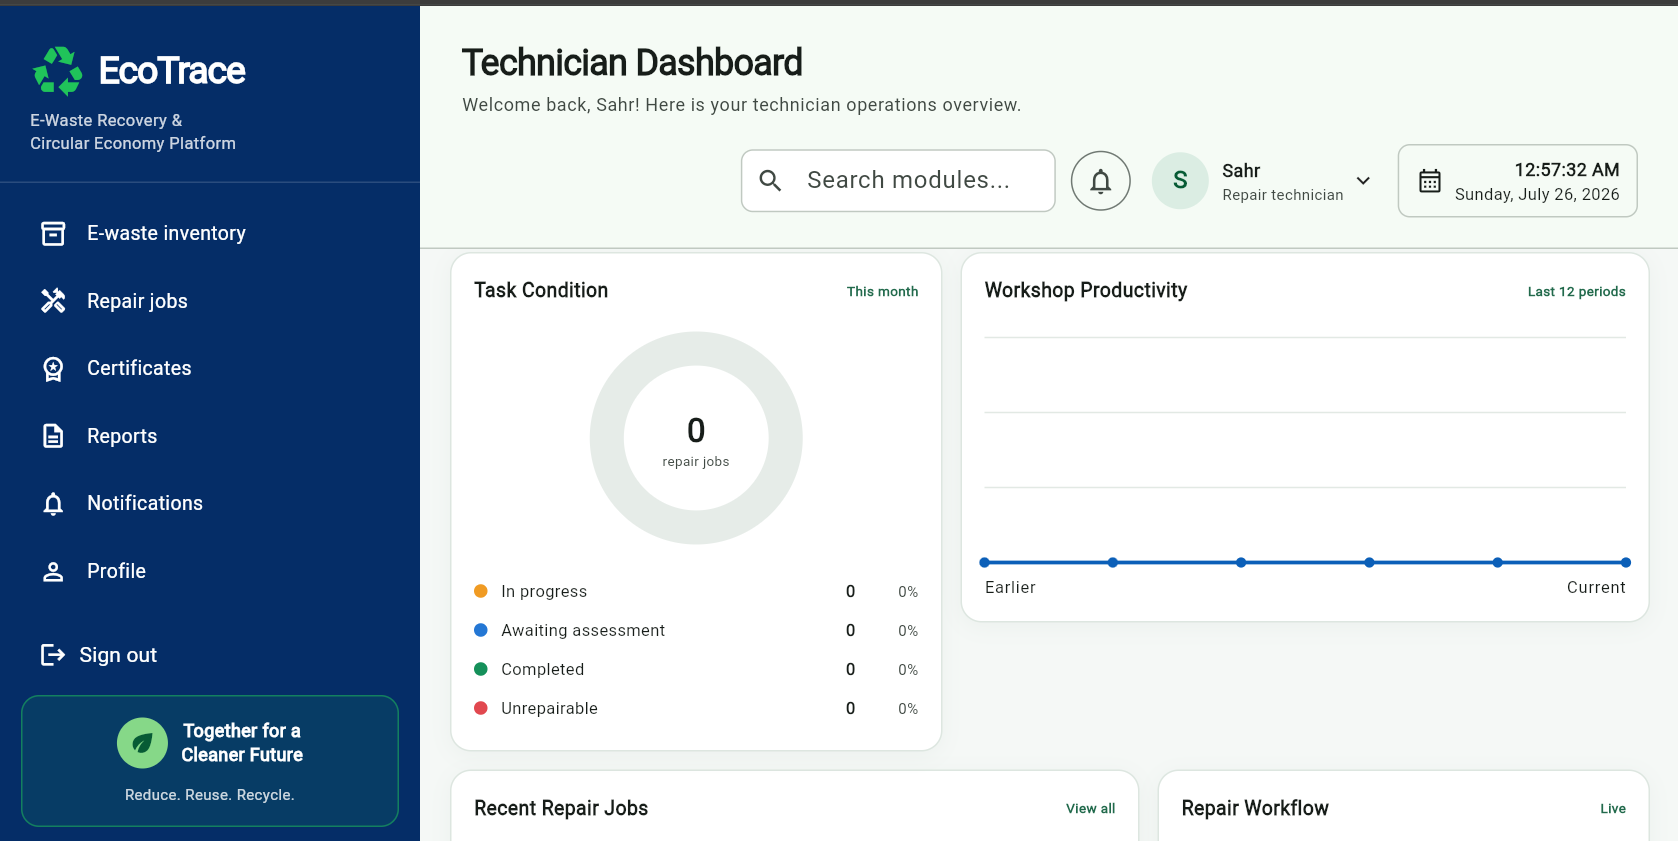 EcoTrace
E-Waste Recovery &
Circular Economy Platform
E-waste inventory
Repair jobs
Certificates
Reports
Notifications
Profile
Sign out
Together for a
Cleaner Future
Reduce. Reuse. Recycle.
Technician Dashboard
Welcome back, Sahr! Here is your technician operations overview.
Search modules...
S
Sahr
Repair technician
12:57:32 AM
Sunday, July 26, 2026
Task Condition
This month
0
repair jobs
In progress 0 0%
Awaiting assessment 0 0%
Completed 0 0%
Unrepairable 0 0%
Workshop Productivity
Last 12 periods
Earlier
Current
Recent Repair Jobs
View all
Repair Workflow
Live